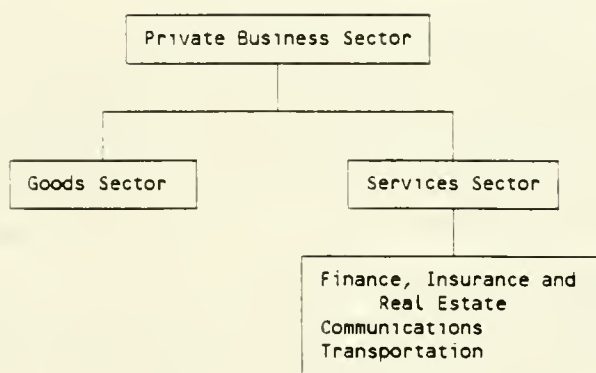 Private Business Sector
Goods Sector
Services Sector
Finance, Insurance and
Real Estate
Communications
Transportation